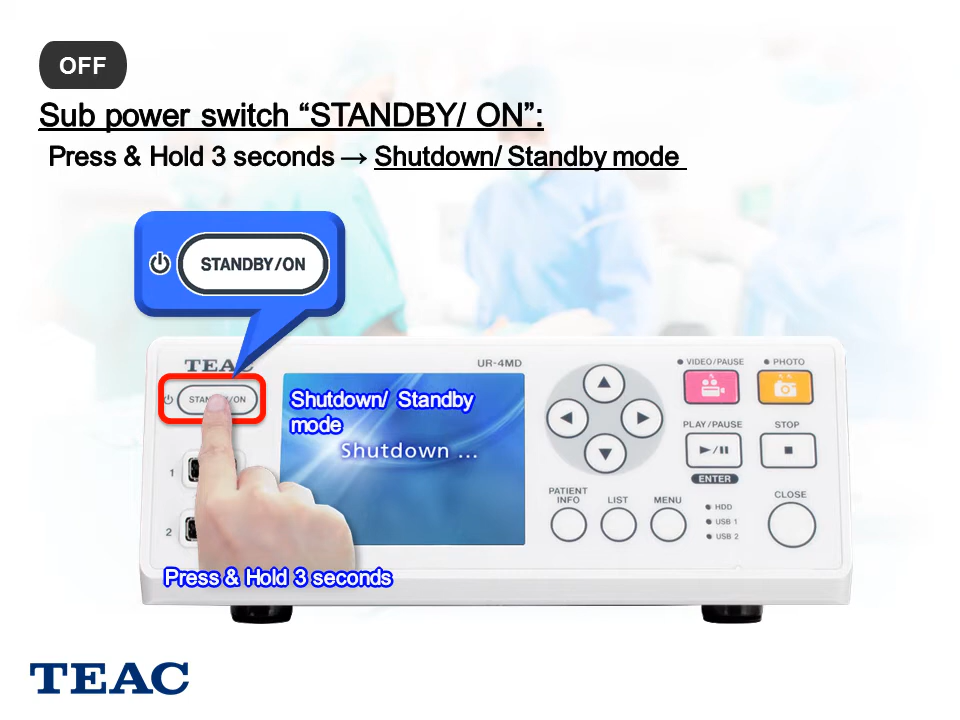 OFF
Sub power switch “STANDBY/ ON”:
Press & Hold 3 seconds → Shutdown/ Standby mode
STANDBY/ON
TEAC
UR-4MD
VIDEO/PAUSE
PHOTO
Shutdown/ Standby
mode
Shutdown ...
PLAY/PAUSE
STOP
ENTER
PATIENT
INFO
LIST
MENU
CLOSE
HDD
USB 1
USB 2
1
2
Press & Hold 3 seconds
TEAC